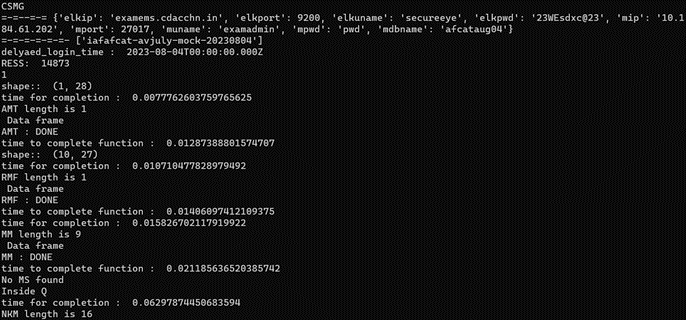 CSMG
=-=--=-= {'elkip': 'examems.cdacchn.in', 'elkport': 9200, 'elkuname': 'secureeye', 'elkpwd': '23WEsdxc@23', 'mip': '10.1
84.61.202', 'mport': 27017, 'muname': 'examadmin', 'mpwd': 'pwd', 'mdbname': 'afcataug04'}
-=-=-=-=-=- ['iafafcat-avjuly-mock-20230804']
delyaed_login_time :  2023-08-04T00:00:00.000Z
RESS:  14873
1
shape::  (1, 28)
time for completion :  0.0077762603759765625
AMT length is 1
 Data frame
AMT : DONE
time to complete function :  0.01287388801574707
shape::  (10, 27)
time for completion :  0.010710477828979492
RMF length is 1
 Data frame
RMF : DONE
time to complete function :  0.01406097412109375
time for completion :  0.015826702117919922
MM length is 9
 Data frame
MM : DONE
time to complete function :  0.021185636520385742
No MS found
Inside Q
time for completion :  0.06297874450683594
NKM length is 16